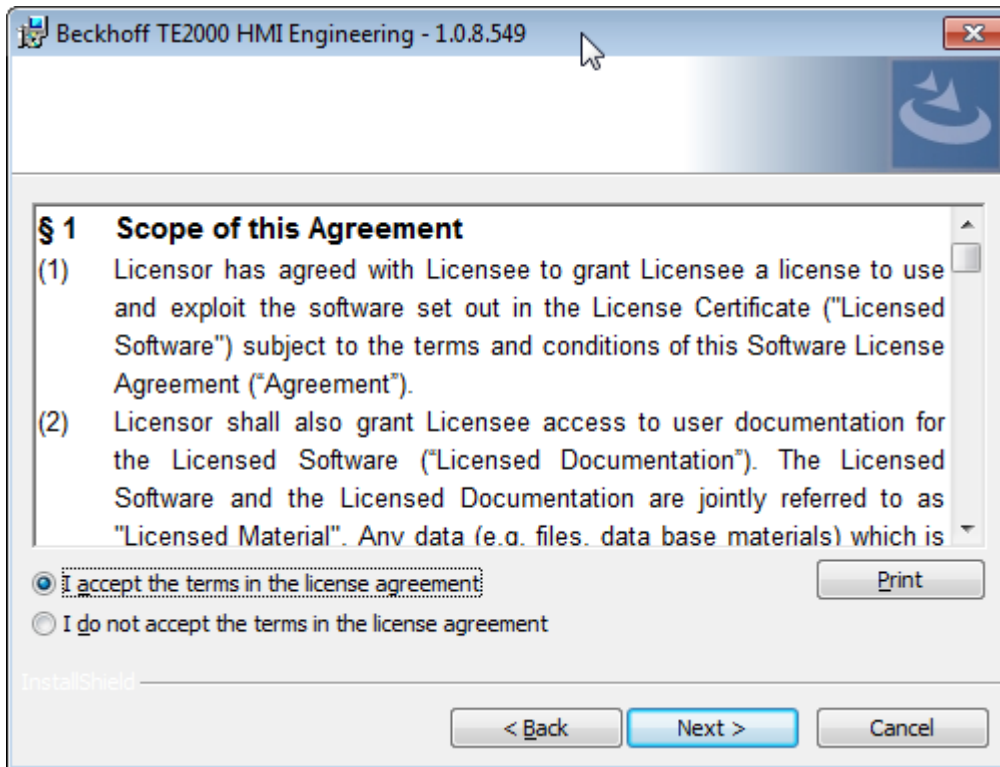 Beckhoff TE2000 HMI Engineering - 1.0.8.549
§ 1 Scope of this Agreement
(1) Licensor has agreed with Licensee to grant Licensee a license to use
and exploit the software set out in the License Certificate ("Licensed
Software") subject to the terms and conditions of this Software License
Agreement (“Agreement”).
(2) Licensor shall also grant Licensee access to user documentation for
the Licensed Software (“Licensed Documentation”). The Licensed
Software and the Licensed Documentation are jointly referred to as
"Licensed Material". Any data (e.g. files, data base materials) which is
I accept the terms in the license agreement
Print
I do not accept the terms in the license agreement
InstallShield
< Back
Next >
Cancel